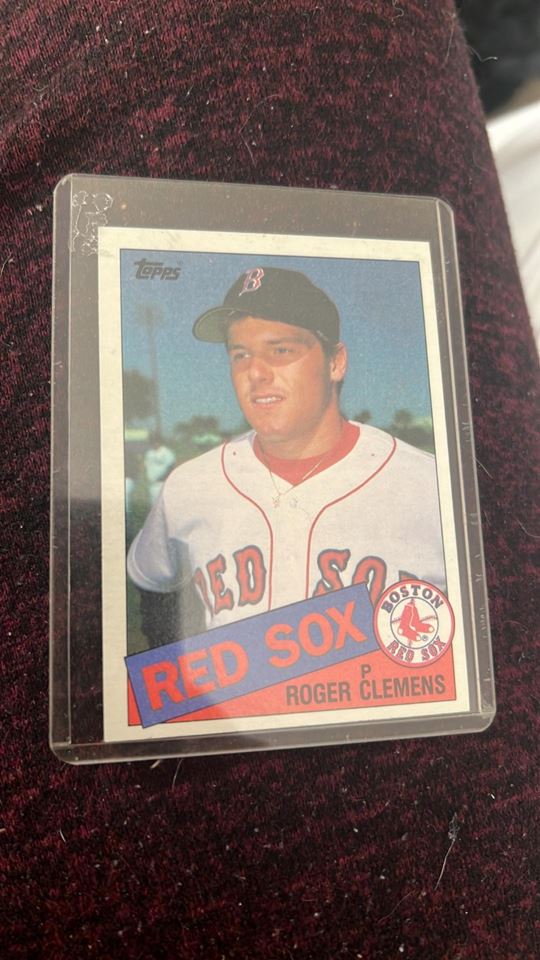 Topps
B
RED SOX
BOSTON
RED SOX
RED SOX
P
ROGER CLEMENS